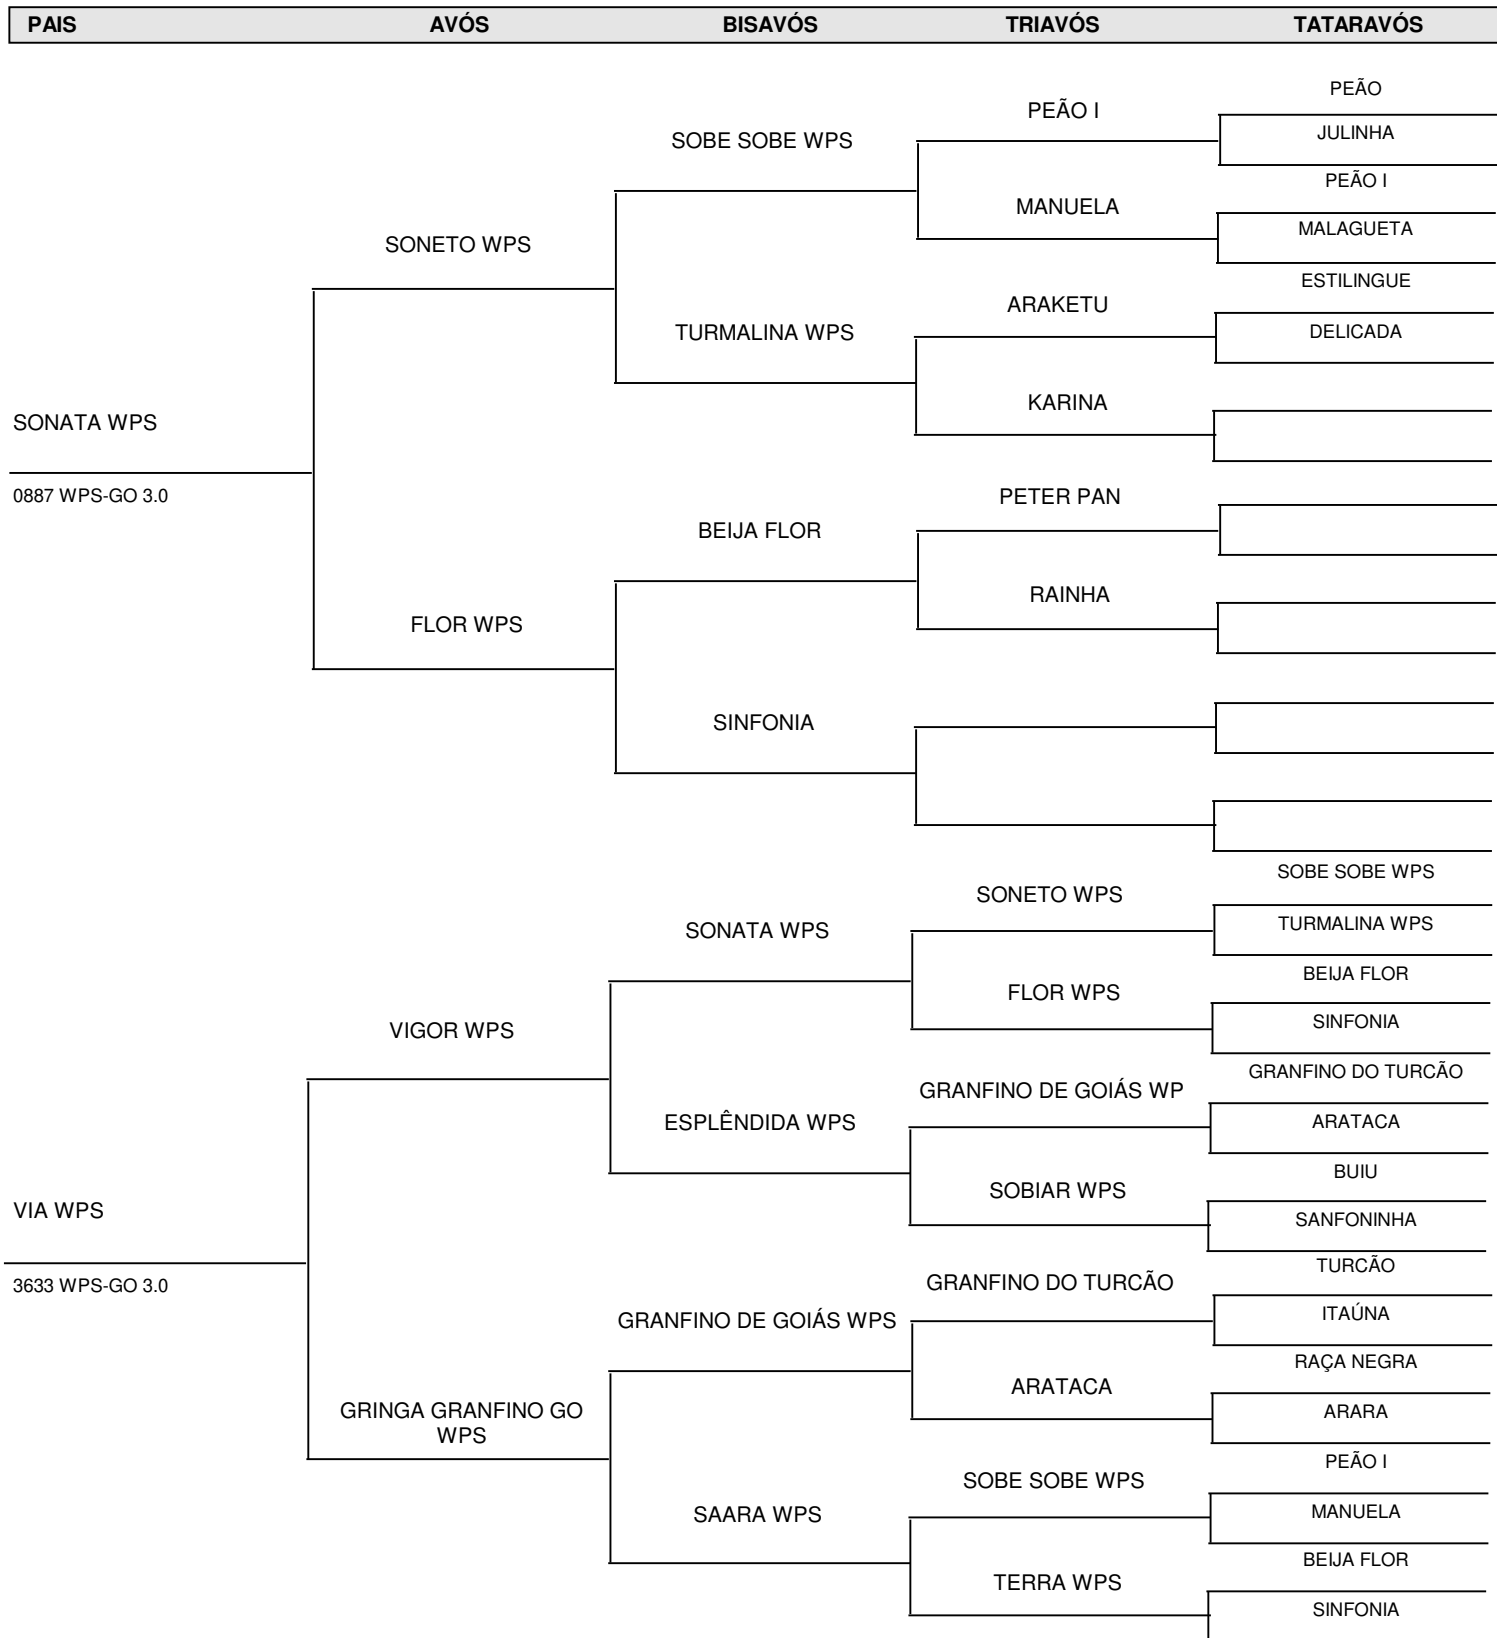 PAIS AVÓS BISAVÓS TRIAVÓS TATARAVÓS
PEÃO
PEÃO I
JULINHA
SOBE SOBE WPS
PEÃO I
MANUELA
MALAGUETA
SONETO WPS
ESTILINGUE
ARAKETU
TURMALINA WPS
DELICADA
KARINA
SONATA WPS
0887 WPS-GO 3.0
PETER PAN
BEIJA FLOR
RAINHA
FLOR WPS
SINFONIA
SOBE SOBE WPS
SONETO WPS
TURMALINA WPS
SONATA WPS
BEIJA FLOR
FLOR WPS
SINFONIA
VIGOR WPS
GRANFINO DO TURCÃO
GRANFINO DE GOIÁS WP
ESPLÊNDIDA WPS
ARATACA
BUIU
SOBIAR WPS
VIA WPS
SANFONINHA
TURCÃO
3633 WPS-GO 3.0
GRANFINO DO TURCÃO
GRANFINO DE GOIÁS WPS
ITAÚNA
RAÇA NEGRA
ARATACA
GRINGA GRANFINO GO
WPS
ARARA
PEÃO I
SOBE SOBE WPS
SAARA WPS
MANUELA
BEIJA FLOR
TERRA WPS
SINFONIA